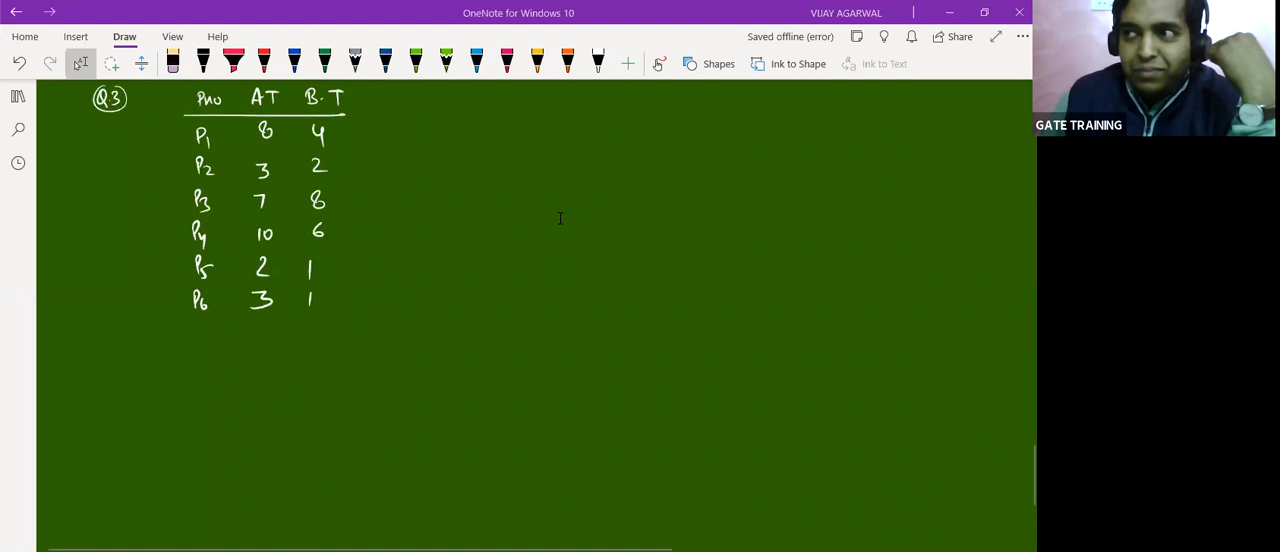 OneNote for Windows 10
VIJAY AGARWAL
Home Insert Draw View Help
Saved offline (error) Share
Shapes Ink to Shape Ink to Text
GATE TRAINING
Q.3 Pno AT B.T
P1 8 4
P2 3 2
P3 7 8
P4 10 6
P5 2 1
P6 3 1